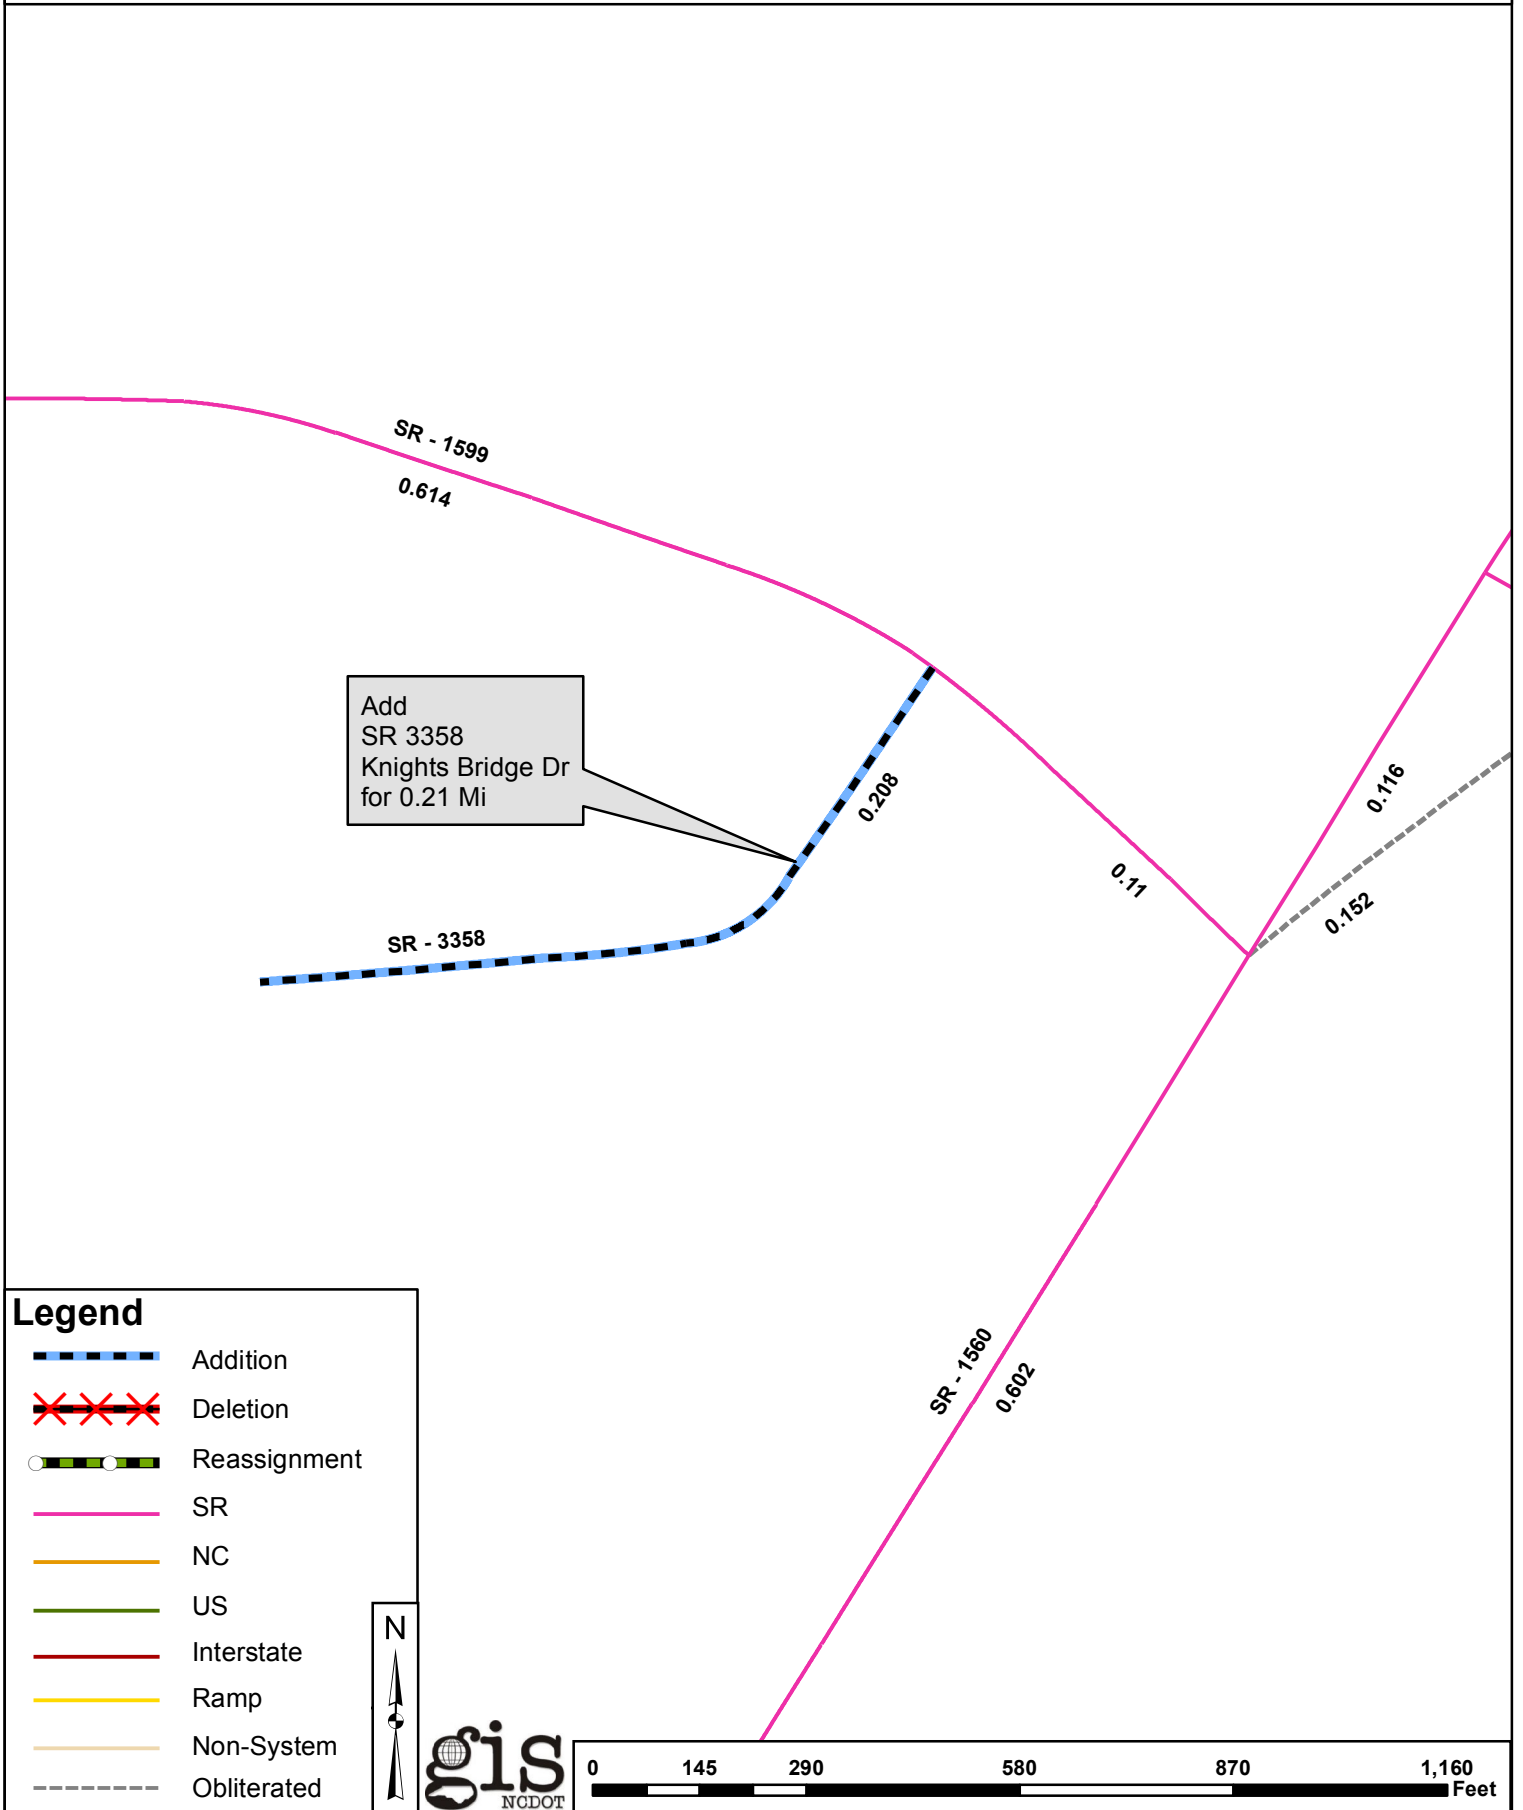 SR - 1599
0.614
Add
SR 3358
Knights Bridge Dr
for 0.21 Mi
0.208
0.116
0.11
0.152
SR - 3358
SR - 1560
0.602
Legend
Addition
Deletion
Reassignment
SR
NC
US
Interstate
Ramp
Non-System
Obliterated
N
gis
NCDOT
0 145 290 580 870 1,160
Feet